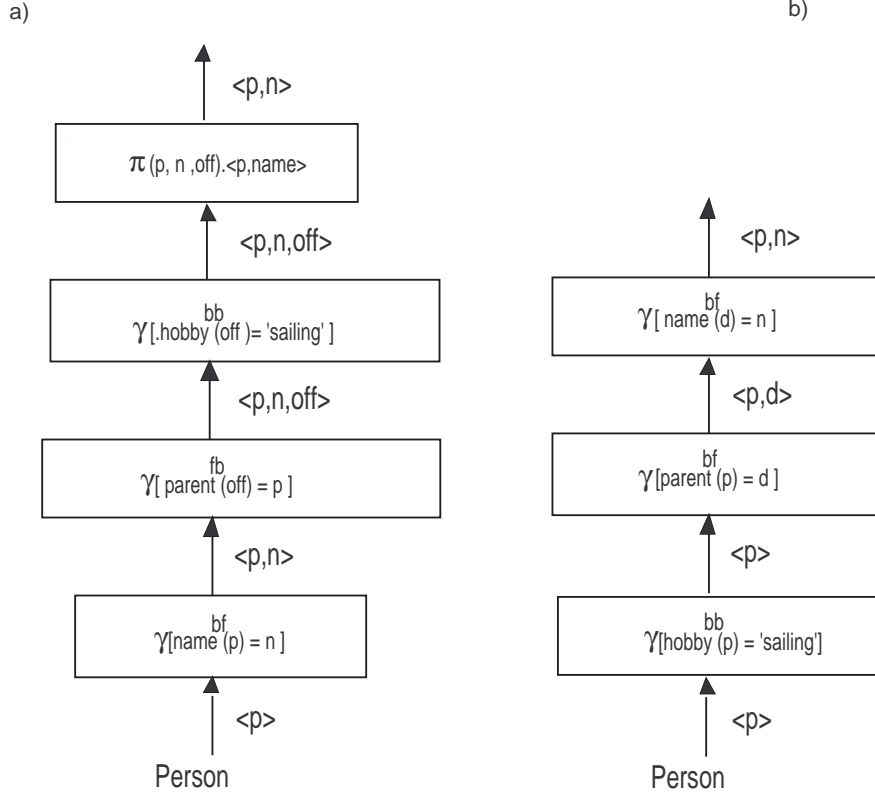 a)
<p,n>
π (p, n ,off).<p,name>
<p,n,off>
bb
γ[.hobby (off )= 'sailing' ]
<p,n,off>
fb
γ[ parent (off) = p ]
<p,n>
bf
γ[name (p) = n ]
<p>
Person
b)
<p,n>
bf
γ[ name (d) = n ]
<p,d>
bf
γ[parent (p) = d ]
<p>
bb
γ[hobby (p) = 'sailing']
<p>
Person